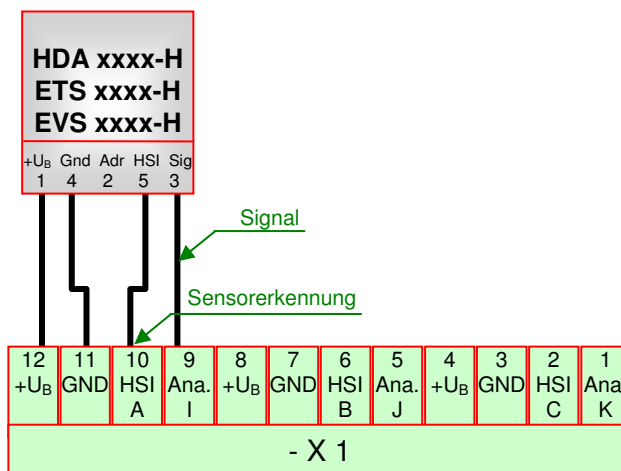 HDA xxxx-H
ETS xxxx-H
EVS xxxx-H
+UB Gnd Adr HSI Sig
1 4 2 5 3
Signal
Sensorerkennung
12 11 10 9 8 7 6 5 4 3 2 1
+UB GND HSI Ana. +UB GND HSI Ana. +UB GND HSI Ana
A I B J C K
- X 1